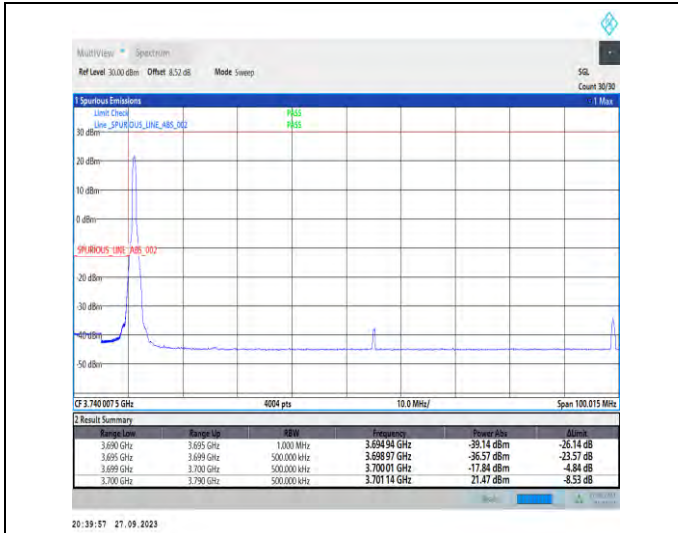 MultiView Spectrum
Ref Level 30.00 dBm Offset 8.52 dB Mode Sweep SGL
Count 30/30
1 Spurious Emissions 1 Max
Limit Check PASS
Line _SPURIOUS_LINE_ABS_002 PASS
30 dBm
20 dBm
10 dBm
0 dBm
SPURIOUS_LINE_ABS_002
-20 dBm
-30 dBm
-40 dBm
-50 dBm
CF 3.740 007 5 GHz 4004 pts 10.0 MHz/ Span 100.015 MHz
2 Result Summary
Range Low Range Up RBW Frequency Power Abs ΔLimit
3.690 GHz 3.695 GHz 1.000 MHz 3.694 94 GHz -39.14 dBm -26.14 dB
3.695 GHz 3.699 GHz 500.000 kHz 3.698 97 GHz -36.57 dBm -23.57 dB
3.699 GHz 3.700 GHz 500.000 kHz 3.700 01 GHz -17.84 dBm -4.84 dB
3.700 GHz 3.790 GHz 500.000 kHz 3.701 14 GHz 21.47 dBm -8.53 dB
20:39:57 27.09.2023